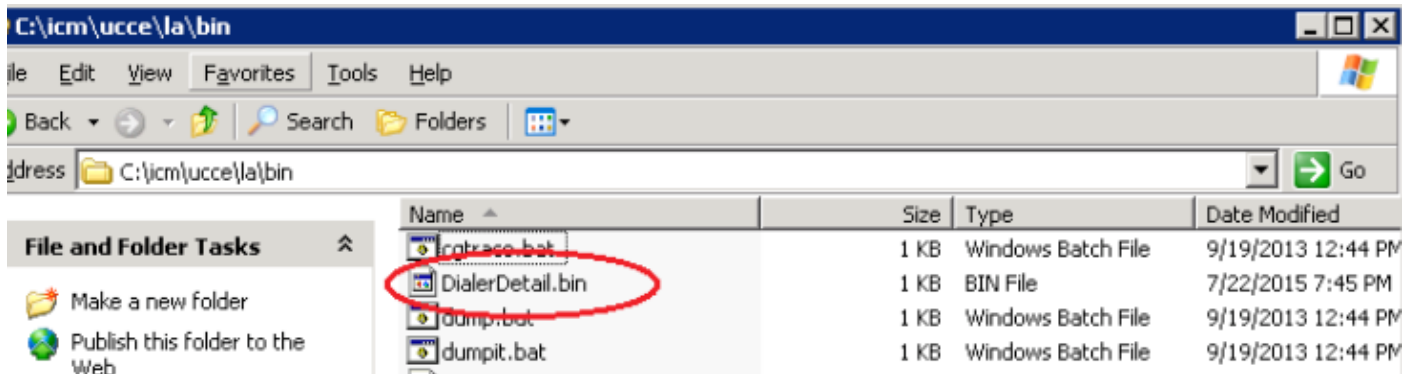 C:\icm\ucce\la\bin
ile Edit View Favorites Tools Help
Back Search Folders
ddress C:\icm\ucce\la\bin Go
Name Size Type Date Modified
File and Folder Tasks
cgtrace.bat 1 KB Windows Batch File 9/19/2013 12:44 PM
DialerDetail.bin 1 KB BIN File 7/22/2015 7:45 PM
Make a new folder
dump.bat 1 KB Windows Batch File 9/19/2013 12:44 PM
Publish this folder to the
Web
dumpit.bat 1 KB Windows Batch File 9/19/2013 12:44 PM